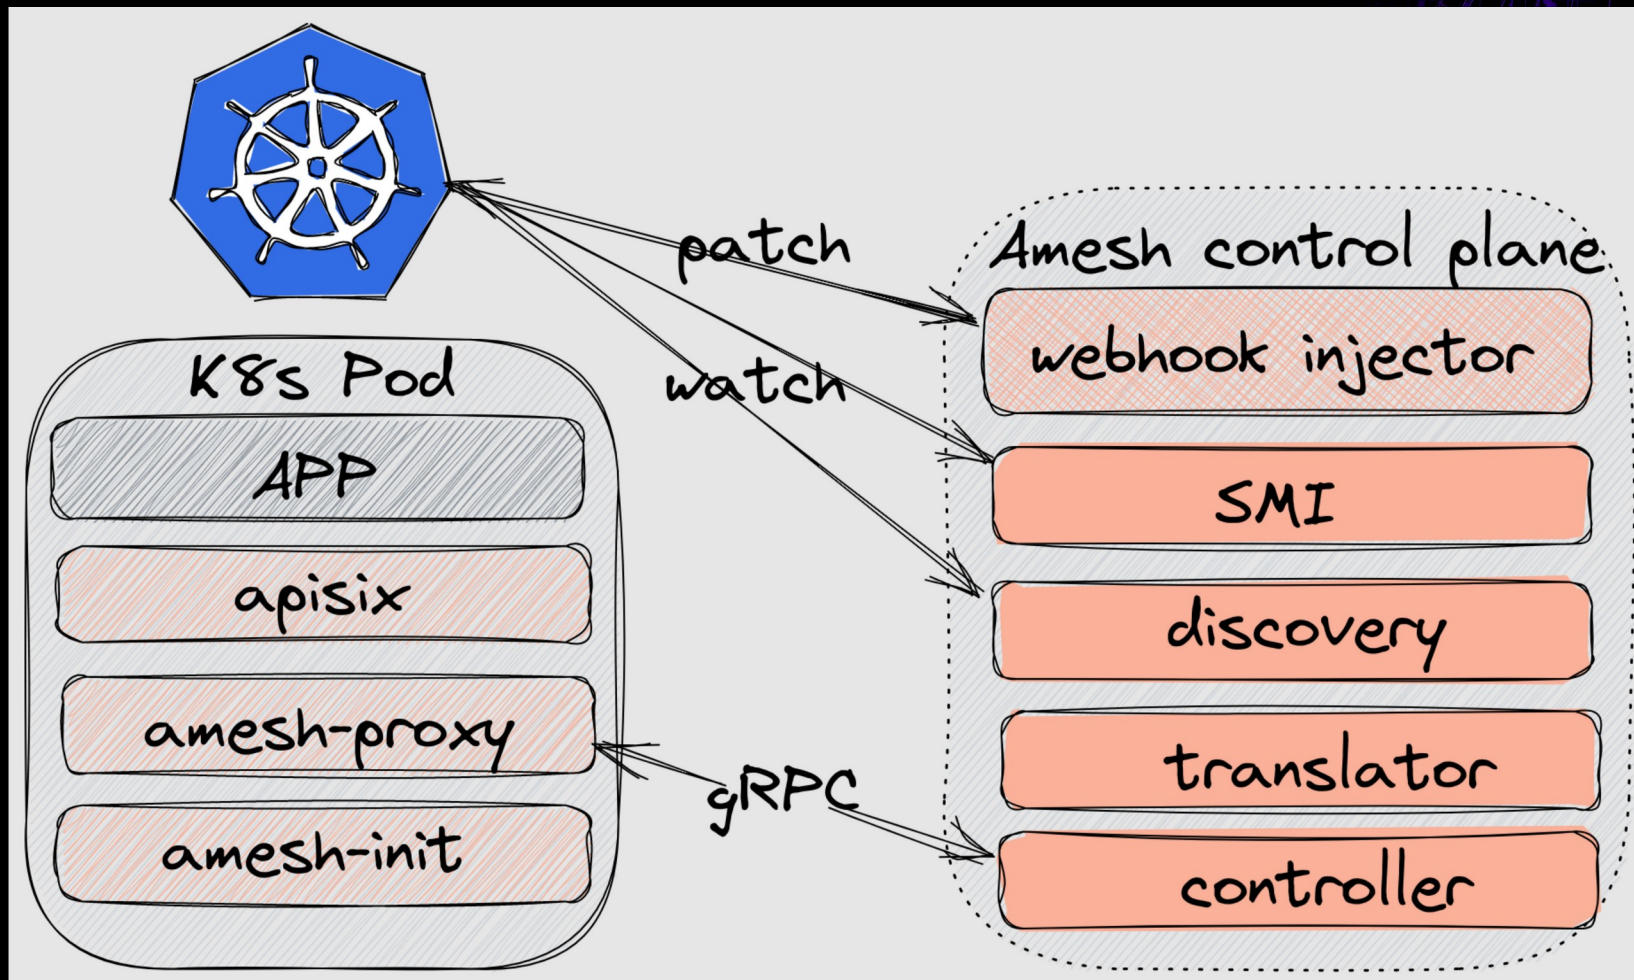 patch
watch
K8s Pod
APP
apisix
amesh-proxy
amesh-init
gRPC
Amesh control plane
webhook injector
SMI
discovery
translator
controller